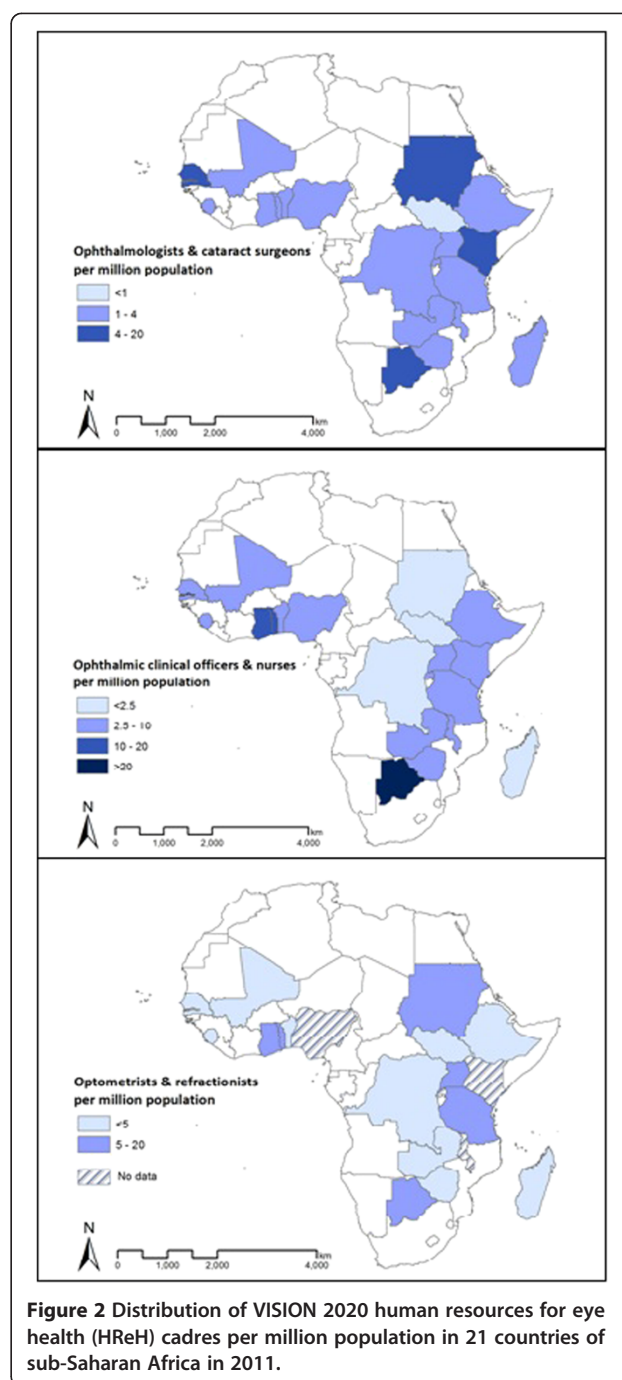 Ophthalmologists & cataract surgeons
per million population
<1
1 - 4
4 - 20
N
km
0 1,000 2,000 4,000
Ophthalmic clinical officers & nurses
per million population
<2.5
2.5 - 10
10 - 20
>20
N
km
0 1,000 2,000 4,000
Optometrists & refractionists
per million population
<5
5 - 20
No data
N
km
0 1,000 2,000 4,000
Figure 2 Distribution of VISION 2020 human resources for eye
health (HReH) cadres per million population in 21 countries of
sub-Saharan Africa in 2011.